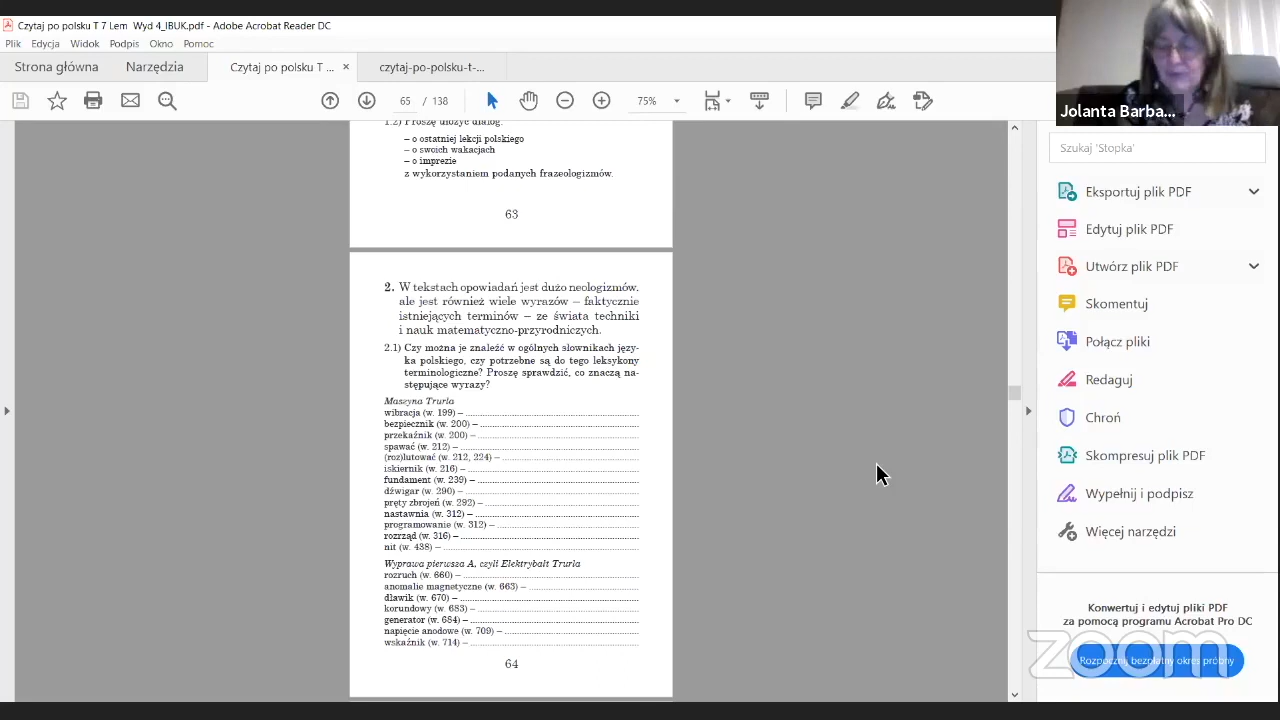 Czytaj po polsku T 7 Lem Wyd 4_IBUK.pdf - Adobe Acrobat Reader DC
Plik Edycja Widok Podpis Okno Pomoc
Strona główna Narzędzia Czytaj po polsku T ... × czytaj-po-polsku-t-...
65 / 138 75%
Jolanta Barba...
1.2) Proszę ułożyć dialog:
– o ostatniej lekcji polskiego
– o swoich wakacjach
– o imprezie
z wykorzystaniem podanych frazeologizmów.
63
2. W tekstach opowiadań jest dużo neologizmów,
ale jest również wiele wyrazów – faktycznie
istniejących terminów – ze świata techniki
i nauk matematyczno-przyrodniczych.
2.1) Czy można je znaleźć w ogólnych słownikach języ-
ka polskiego, czy potrzebne są do tego leksykony
terminologiczne? Proszę sprawdzić, co znaczą na-
stępujące wyrazy?
Maszyna Trurla
wibracja (w. 199) –
bezpiecznik (w. 200) –
przekaźnik (w. 200) –
spawać (w. 212) –
(roz)lutować (w. 212, 224) –
iskiernik (w. 216) –
fundament (w. 239) –
dźwigar (w. 290) –
pręty zbrojeń (w. 292) –
nastawnia (w. 312) –
programowanie (w. 312) –
rozrząd (w. 316) –
nit (w. 438) –
Wyprawa pierwsza A, czyli Elektrybałt Trurla
rozruch (w. 660) –
anomalie magnetyczne (w. 663) –
dławik (w. 670) –
korundowy (w. 683) –
generator (w. 684) –
napięcie anodowe (w. 709) –
wskaźnik (w. 714) –
64
Szukaj 'Stopka'
Eksportuj plik PDF
Edytuj plik PDF
Utwórz plik PDF
Skomentuj
Połącz pliki
Redaguj
Chroń
Skompresuj plik PDF
Wypełnij i podpisz
Więcej narzędzi
Konwertuj i edytuj pliki PDF
za pomocą programu Acrobat Pro DC
Rozpocznij bezpłatny okres próbny
zoom